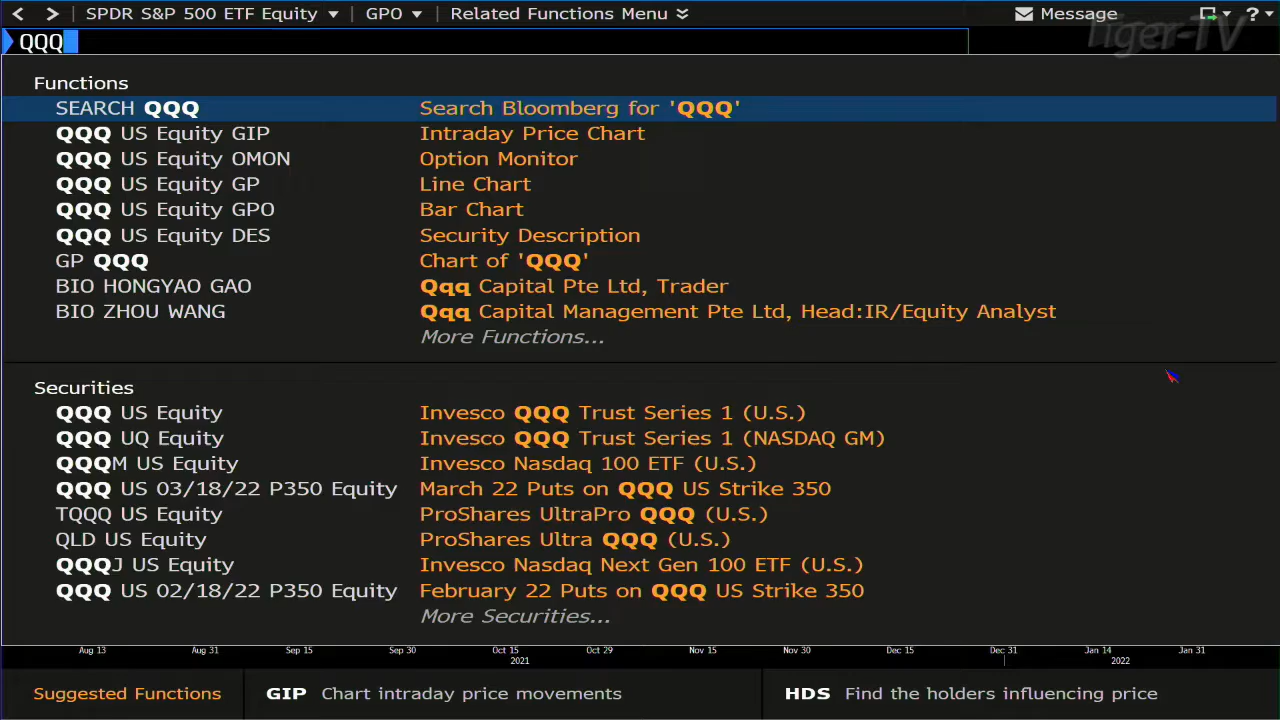 SPDR S&P 500 ETF Equity GPO Related Functions Menu Message ?
Tiger-TV
QQQ
Functions
SEARCH QQQ Search Bloomberg for 'QQQ'
QQQ US Equity GIP Intraday Price Chart
QQQ US Equity OMON Option Monitor
QQQ US Equity GP Line Chart
QQQ US Equity GPO Bar Chart
QQQ US Equity DES Security Description
GP QQQ Chart of 'QQQ'
BIO HONGYAO GAO Qqq Capital Pte Ltd, Trader
BIO ZHOU WANG Qqq Capital Management Pte Ltd, Head:IR/Equity Analyst
More Functions...
Securities
QQQ US Equity Invesco QQQ Trust Series 1 (U.S.)
QQQ UQ Equity Invesco QQQ Trust Series 1 (NASDAQ GM)
QQQM US Equity Invesco Nasdaq 100 ETF (U.S.)
QQQ US 03/18/22 P350 Equity March 22 Puts on QQQ US Strike 350
TQQQ US Equity ProShares UltraPro QQQ (U.S.)
QLD US Equity ProShares Ultra QQQ (U.S.)
QQQJ US Equity Invesco Nasdaq Next Gen 100 ETF (U.S.)
QQQ US 02/18/22 P350 Equity February 22 Puts on QQQ US Strike 350
More Securities...
Aug 13 Aug 31 Sep 15 Sep 30 Oct 15 Oct 29 Nov 15 Nov 30 Dec 15 Dec 31 Jan 14 Jan 31
2021 2022
Suggested Functions GIP Chart intraday price movements HDS Find the holders influencing price